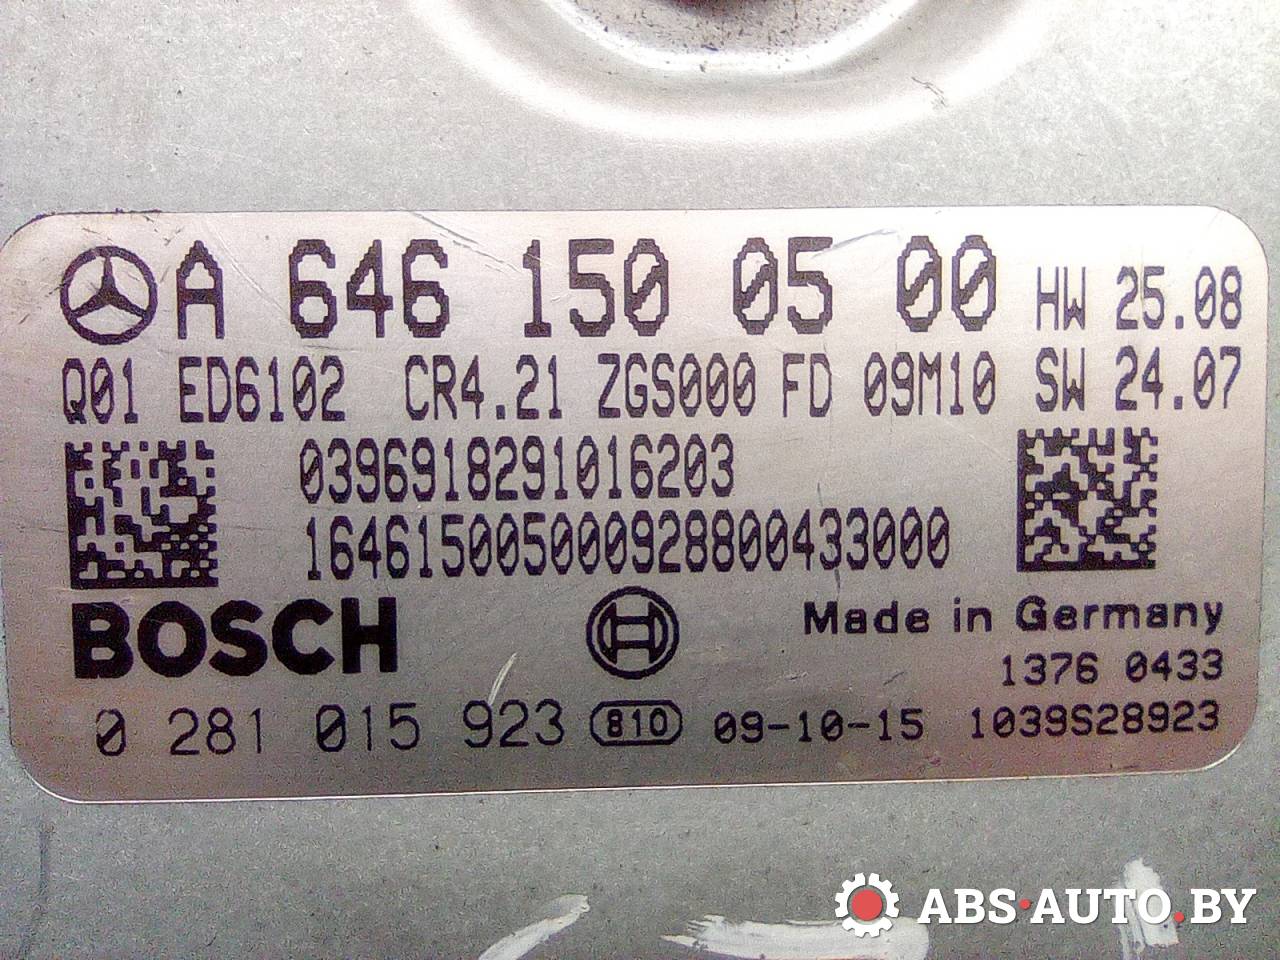 A 646 150 05 00 HW 25.08
Q01 ED6102 CR4.21 ZGS000 FD 09M10 SW 24.07
0396918291016203
164615005000928800433000
BOSCH
Made in Germany
1376 0433
0 281 015 923 810 09-10-15 1039S28923
ABS·AUTO.BY